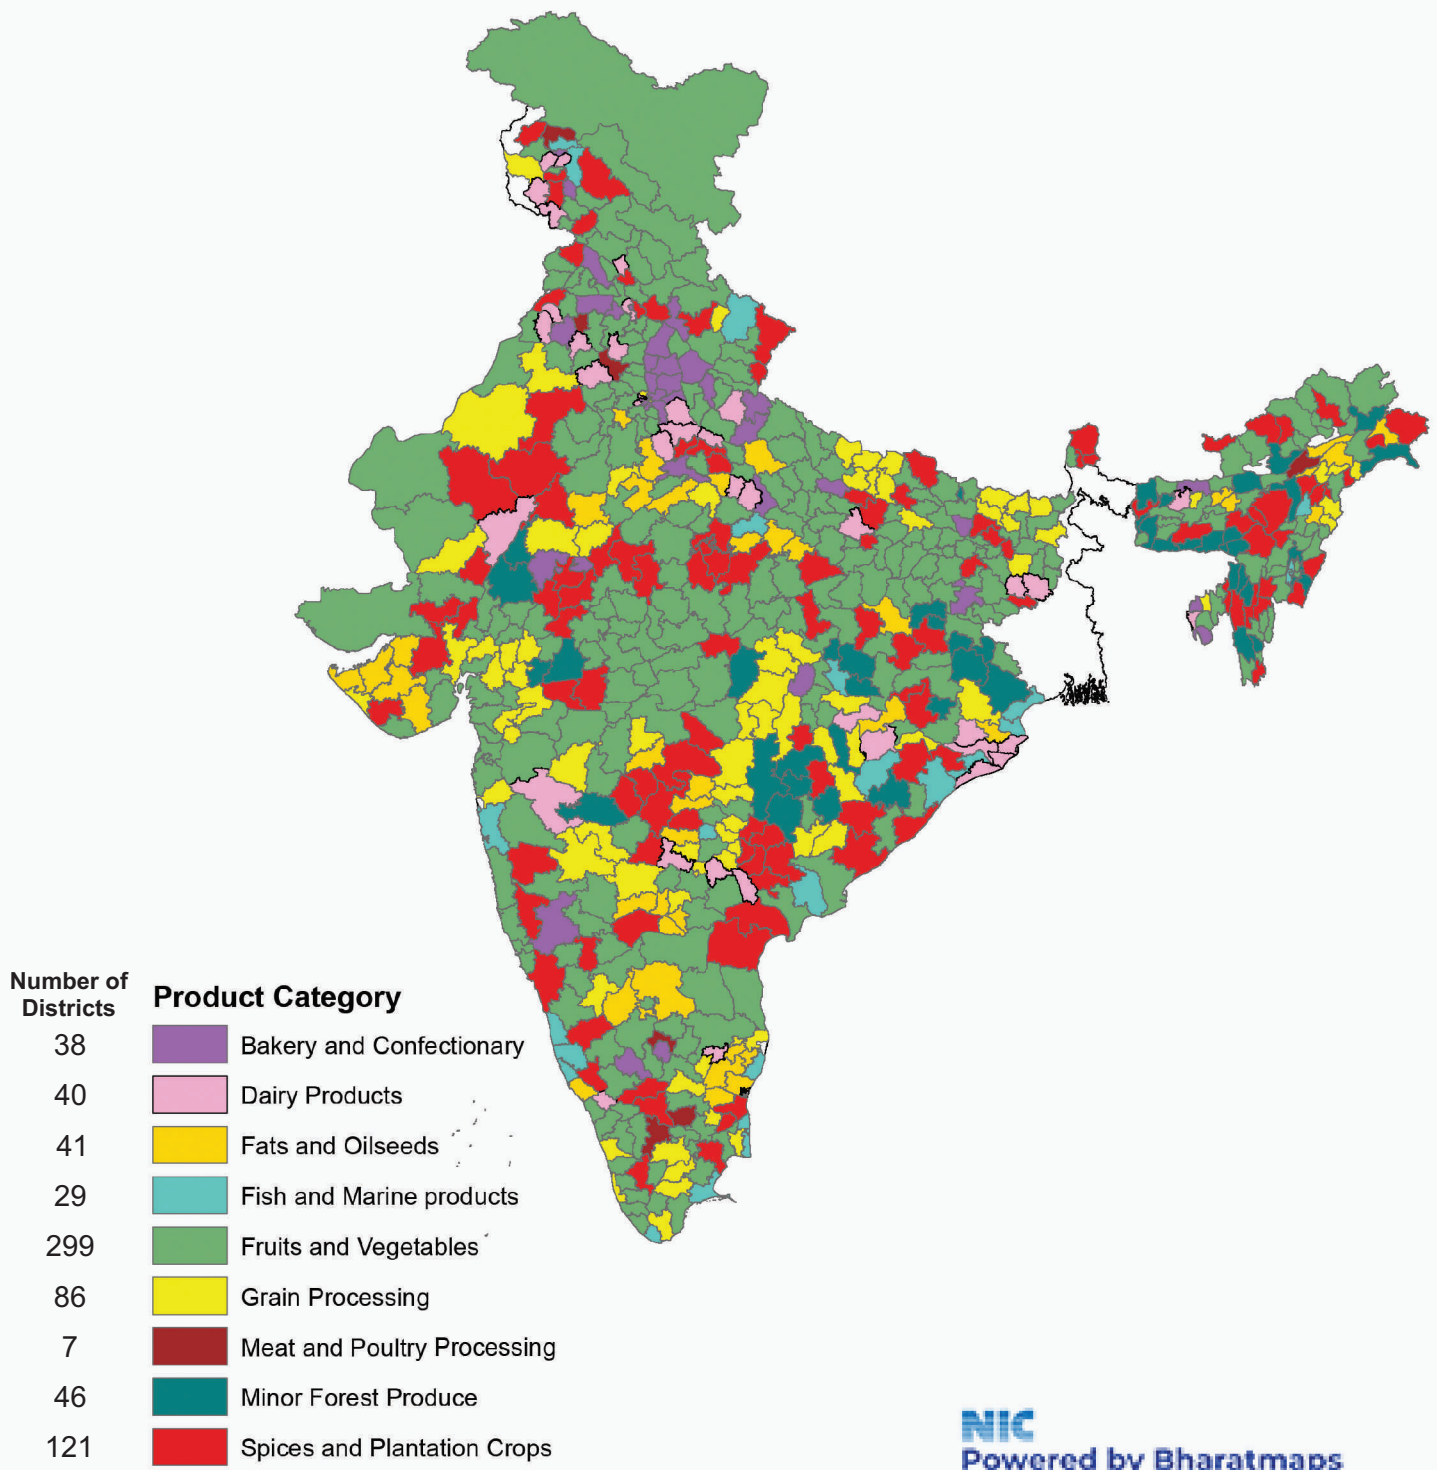 Number of
Districts
Product Category
38 Bakery and Confectionary
40 Dairy Products
41 Fats and Oilseeds
29 Fish and Marine products
299 Fruits and Vegetables
86 Grain Processing
7 Meat and Poultry Processing
46 Minor Forest Produce
121 Spices and Plantation Crops
NIC
Powered by Bharatmaps